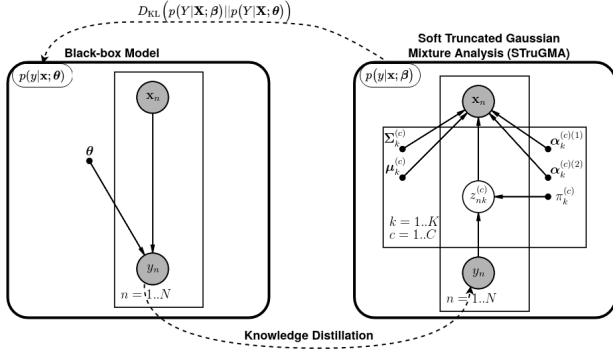 D_KL(p(Y|X; β)||p(Y|X; θ))
Black-box Model
Soft Truncated Gaussian
Mixture Analysis (STruGMA)
p(y|x; θ)
p(y|x; β)
x_n
x_n
θ
Σ_k^(c)
μ_k^(c)
α_k^(c)(1)
α_k^(c)(2)
z_nk^(c)
π_k^(c)
k = 1..K
c = 1..C
y_n
y_n
n = 1..N
n = 1..N
Knowledge Distillation